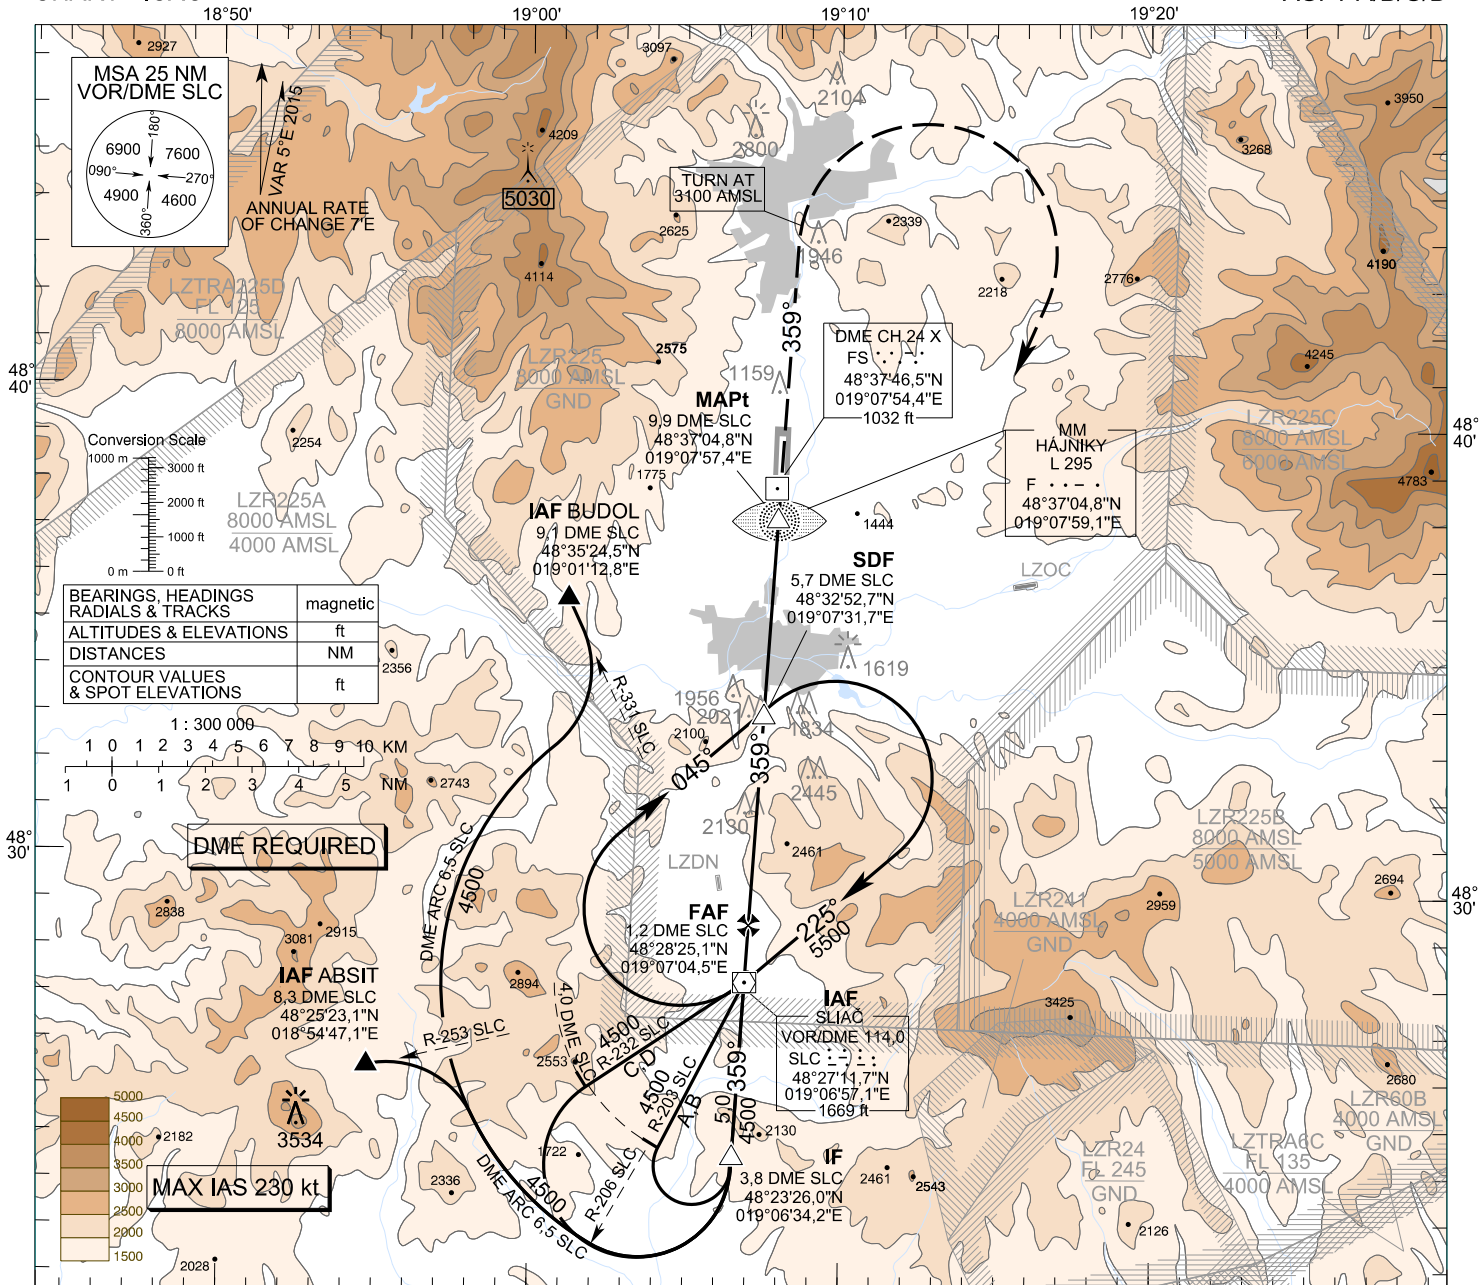 18°50'
19°00'
19°10'
19°20'
2927
MSA 25 NM
VOR/DME SLC
180°
6900
7600
090°
270°
4900
4600
360°
VAR 5°E 2015
ANNUAL RATE
OF CHANGE 7'E
3097
4209
5030
2104
2800
TURN AT
3100 AMSL
2625
4114
1946
2339
2218
2776
3268
3950
4190
LZTRA225D
FL 125
8000 AMSL
LZR225
8000 AMSL
GND
2575
359°
DME CH 24 X
FS
48°37'46,5"N
019°07'54,4"E
1032 ft
4245
48°
40'
1159
MAPt
9,9 DME SLC
48°37'04,8"N
019°07'57,4"E
LZR225C
8000 AMSL
6000 AMSL
48°
40'
MM
HÁJNIKY
L 295
F
48°37'04,8"N
019°07'59,1"E
4783
Conversion Scale
1000 m
3000 ft
2000 ft
1000 ft
0 m
0 ft
2254
LZR225A
8000 AMSL
4000 AMSL
1775
1444
IAF BUDOL
9,1 DME SLC
48°35'24,5"N
019°01'12,8"E
SDF
5,7 DME SLC
48°32'52,7"N
019°07'31,7"E
LZOC
BEARINGS, HEADINGS
RADIALS & TRACKS
magnetic
ALTITUDES & ELEVATIONS
ft
DISTANCES
NM
CONTOUR VALUES
& SPOT ELEVATIONS
ft
2356
1619
R-331 SLC
1956
2021
2100
1834
1 : 300 000
1 0 1 2 3 4 5 6 7 8 9 10 KM
1 0 1 2 3 4 5 NM
2743
045°
359°
2445
2130
48°
30'
DME REQUIRED
2461
LZDN
LZR225B
8000 AMSL
5000 AMSL
DME ARC 6,5 SLC
4500
2694
48°
30'
LZR241
4000 AMSL
GND
2959
2838
2915
3081
FAF
1,2 DME SLC
48°28'25,1"N
019°07'04,5"E
225°
5500
IAF ABSIT
8,3 DME SLC
48°25'23,1"N
018°54'47,1"E
2894
4,0 DME SLC
3425
R-253 SLC
IAF
SLIAČ
VOR/DME 114,0
SLC
48°27'11,7"N
019°06'57,1"E
1669 ft
4500
R-232 SLC
C,D
2553
4500
R-203 SLC
A,B
5,0 359°
4500
2680
LZR60B
4000 AMSL
GND
5000
4500
4000
3500
3000
2500
2000
1500
3534
2182
2130
1722
LZR24
FL 245
GND
LZTRA6C
FL 135
4000 AMSL
MAX IAS 230 kt
2336
DME ARC 6,5 SLC
4500
R-206 SLC
IF
3,8 DME SLC
48°23'26,0"N
019°06'34,2"E
2461
2543
2126
2028